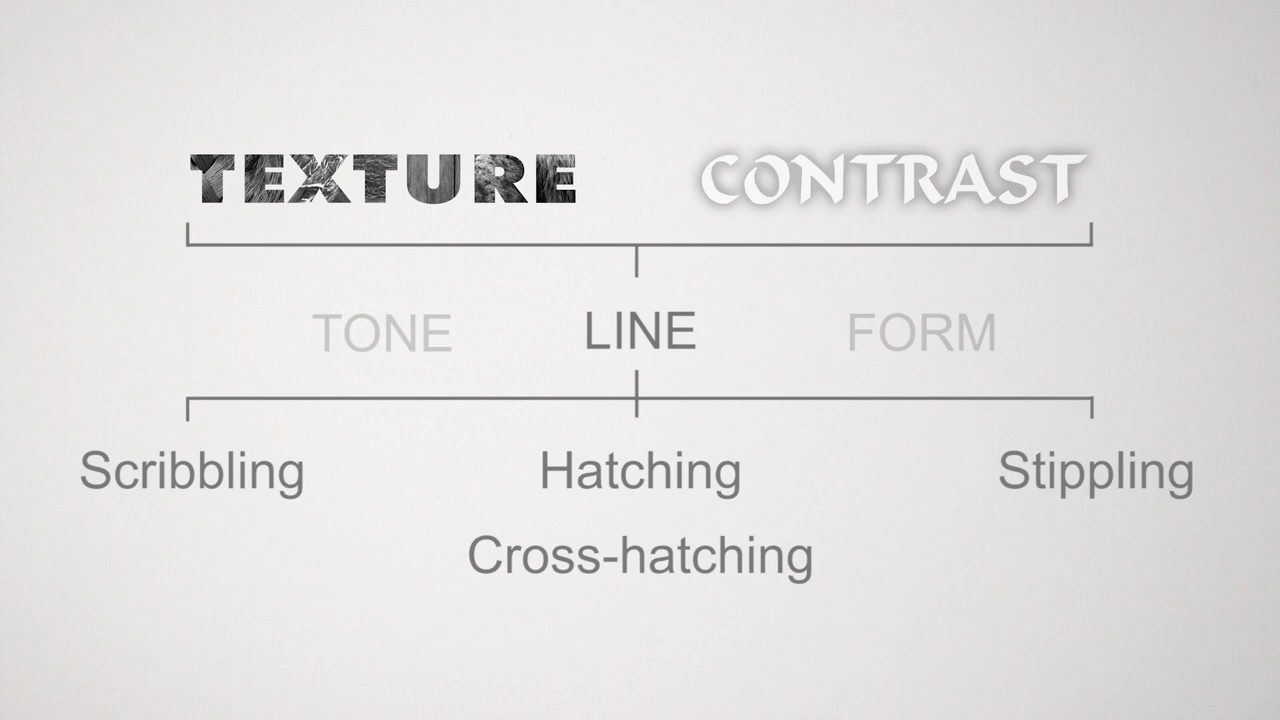 TEXTURE CONTRAST
TONE LINE FORM
Scribbling Hatching Stippling
Cross-hatching